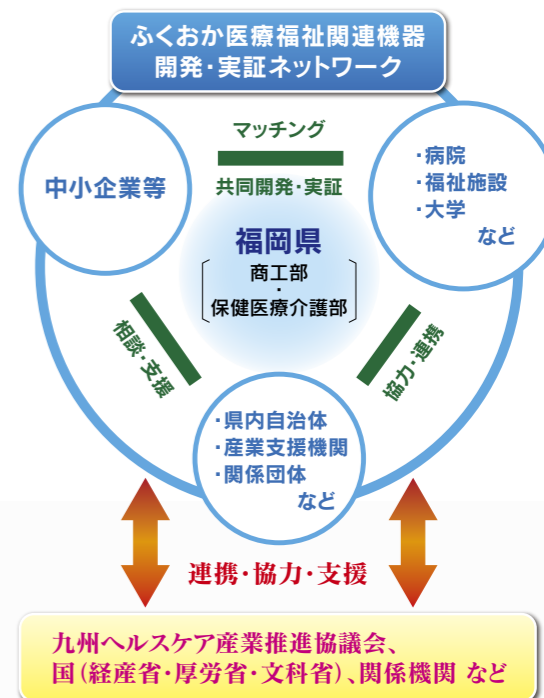 ふくおか医療福祉関連機器
開発・実証ネットワーク
マッチング
共同開発・実証
中小企業等
・病院
・福祉施設
・大学
など
福岡県
商工部
・
保健医療介護部
相談・支援
協力・連携
・県内自治体
・産業支援機関
・関係団体
など
連携・協力・支援
九州ヘルスケア産業推進協議会、
国(経産省・厚労省・文科省)、関係機関 など